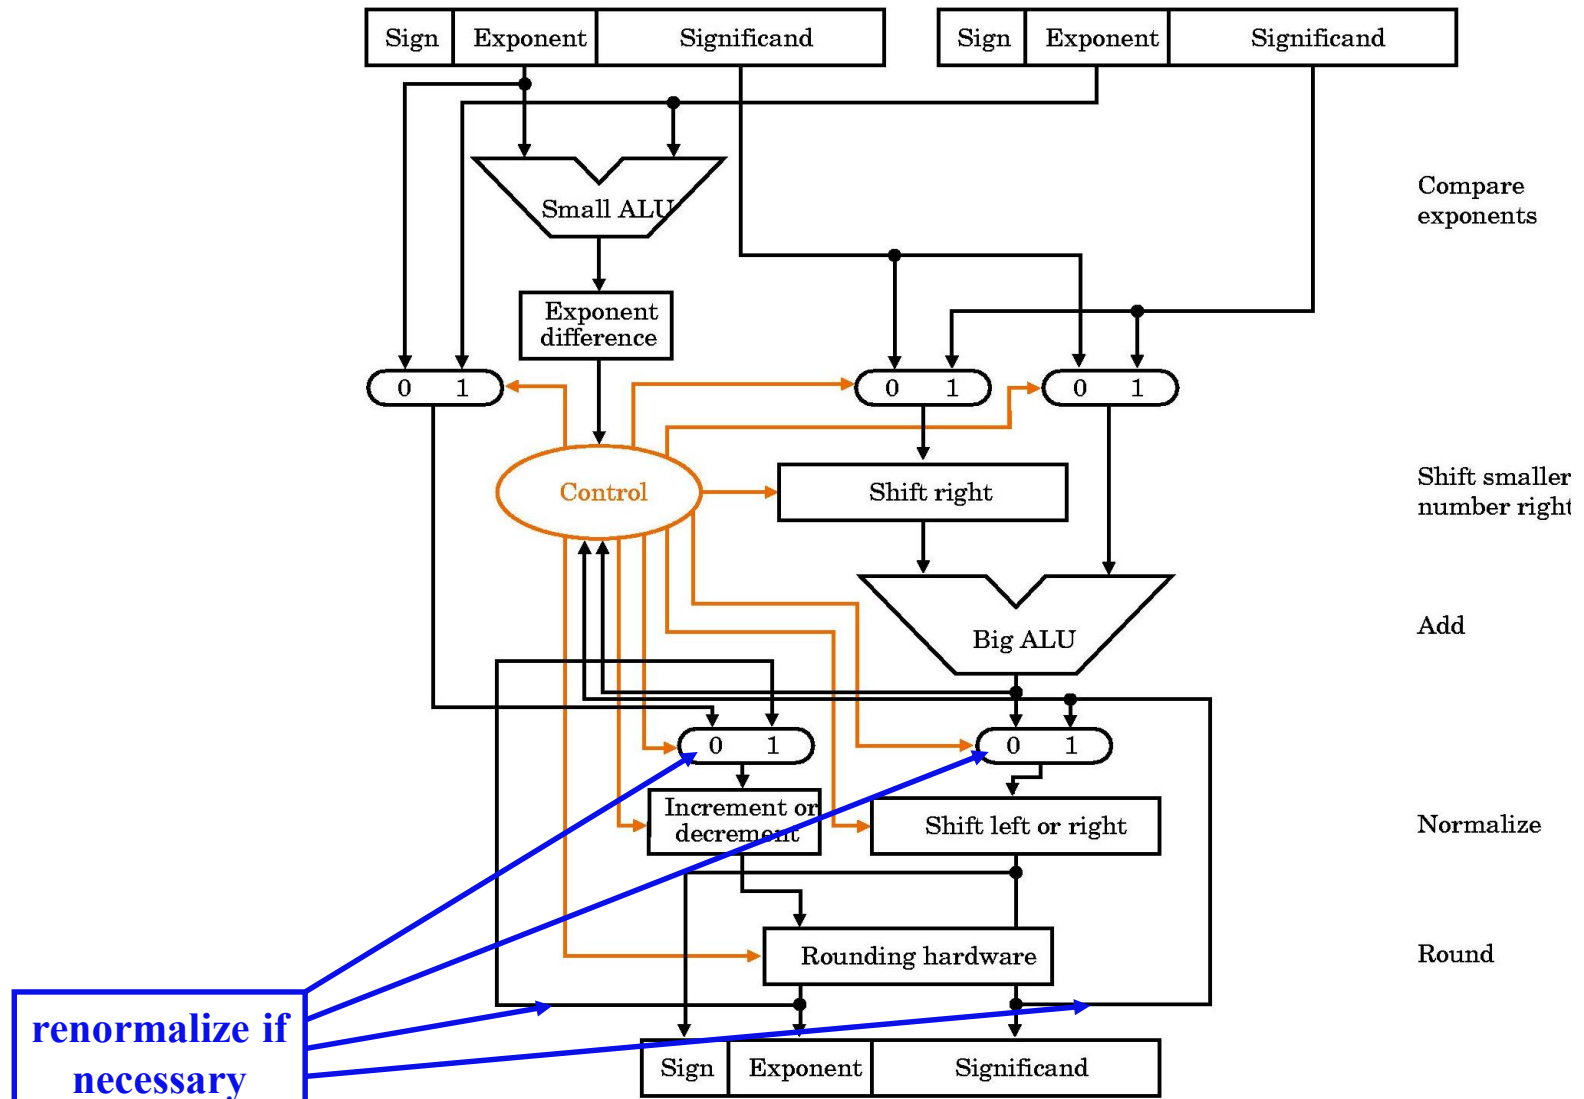 Sign Exponent Significand Sign Exponent Significand
Compare
exponents
Small ALU
Exponent
difference
0 1 0 1 0 1
Control
Shift right
Shift smaller
number right
Big ALU
Add
0 1 0 1
Increment or
decrement
Shift left or right
Normalize
Rounding hardware
Round
renormalize if
necessary
Sign Exponent Significand